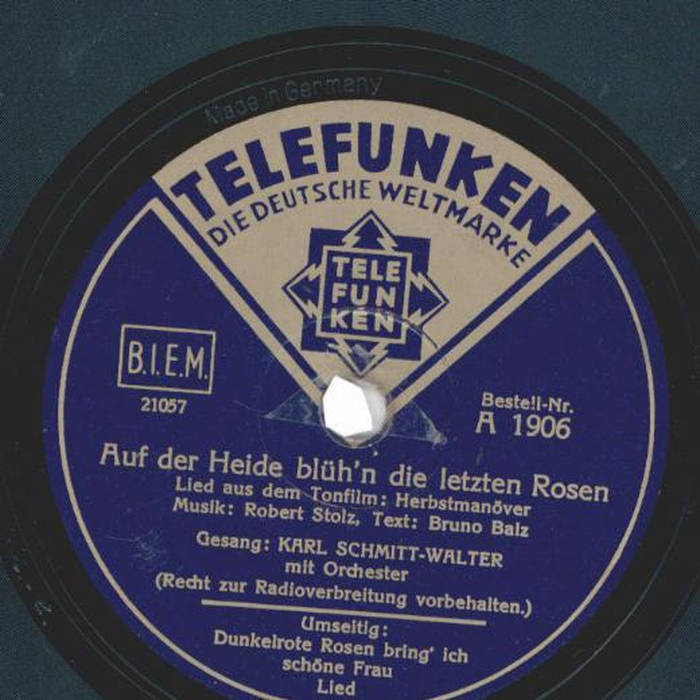 Made in Germany
TELEFUNKEN
DIE DEUTSCHE WELTMARKE
TELE
FUN
KEN
B.I.E.M.
21057
Bestell-Nr.
A 1906
Auf der Heide blüh'n die letzten Rosen
Lied aus dem Tonfilm: Herbstmanöver
Musik: Robert Stolz, Text: Bruno Balz
Gesang: KARL SCHMITT-WALTER
mit Orchester
(Recht zur Radioverbreitung vorbehalten.)
Umseitig:
Dunkelrote Rosen bring' ich
schöne Frau
Lied